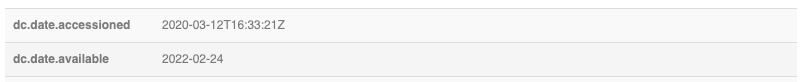 dc.date.accessioned 2020-03-12T16:33:21Z
dc.date.available 2022-02-24